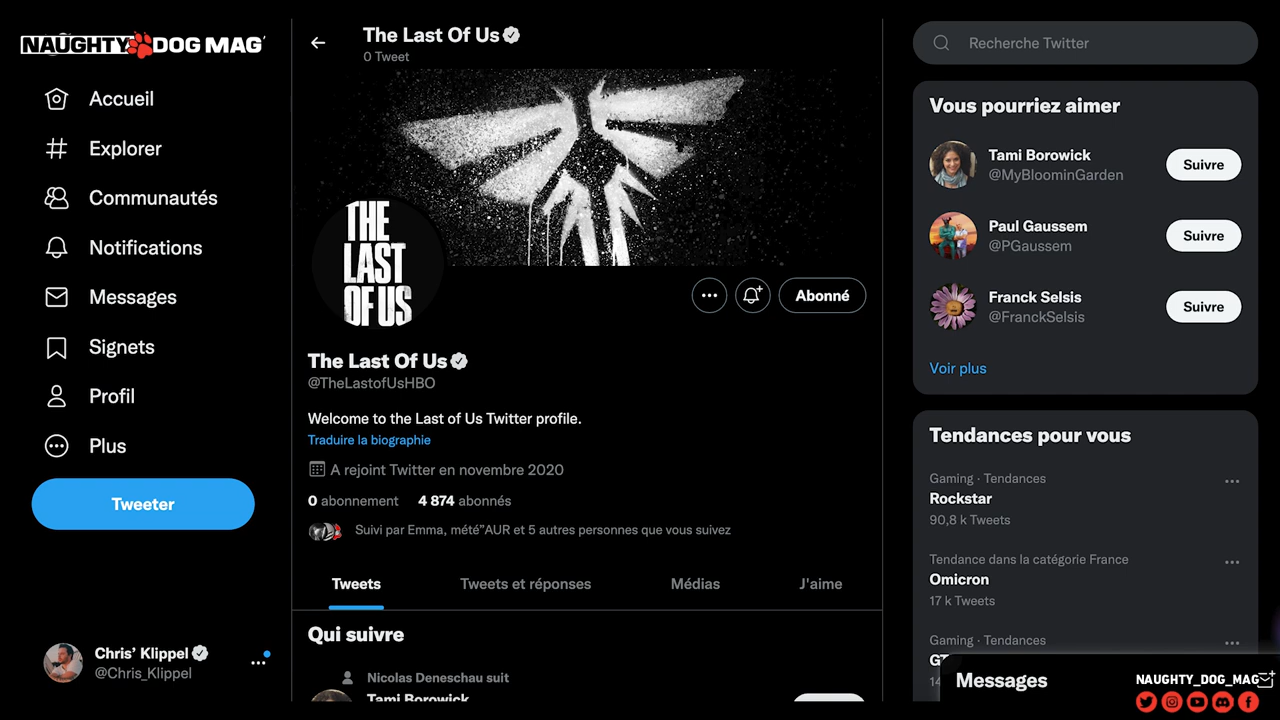 NAUGHTY DOG MAG'
Accueil
Explorer
Communautés
Notifications
Messages
Signets
Profil
Plus
Tweeter
Chris' Klippel
@Chris_Klippel
The Last Of Us
0 Tweet
THE
LAST
OF US
Abonné
The Last Of Us
@TheLastofUsHBO
Welcome to the Last of Us Twitter profile.
Traduire la biographie
A rejoint Twitter en novembre 2020
0 abonnement 4 874 abonnés
Suivi par Emma, mété"AUR et 5 autres personnes que vous suivez
Tweets Tweets et réponses Médias J'aime
Qui suivre
Nicolas Deneschau suit
Tami Borowick
Recherche Twitter
Vous pourriez aimer
Tami Borowick
@MyBloominGarden
Suivre
Paul Gaussem
@PGaussem
Suivre
Franck Selsis
@FranckSelsis
Suivre
Voir plus
Tendances pour vous
Gaming · Tendances
Rockstar
90,8 k Tweets
Tendance dans la catégorie France
Omicron
17 k Tweets
Gaming · Tendances
Messages
NAUGHTY_DOG_MAG